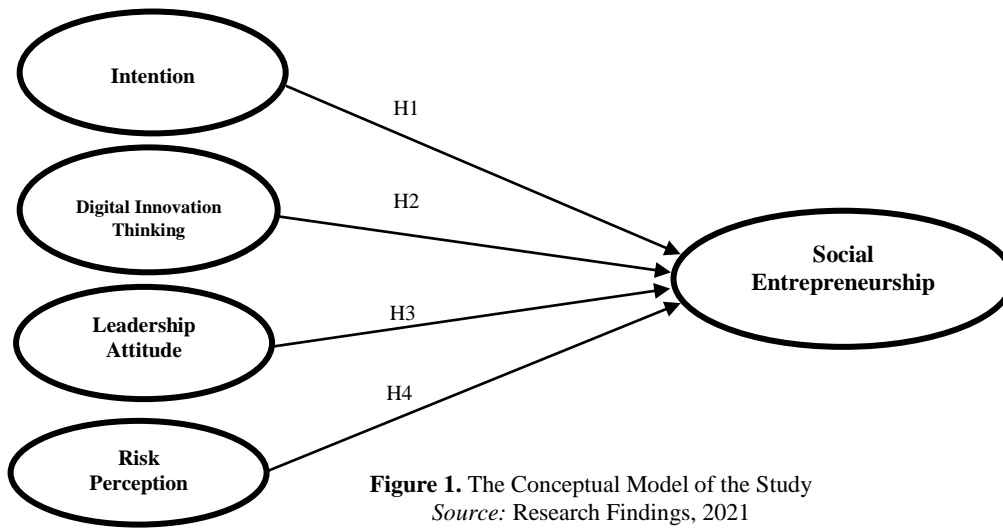 Intention
H1
Digital Innovation
Thinking
H2
Social
Entrepreneurship
Leadership
Attitude
H3
H4
Risk
Perception
Figure 1. The Conceptual Model of the Study
Source: Research Findings, 2021